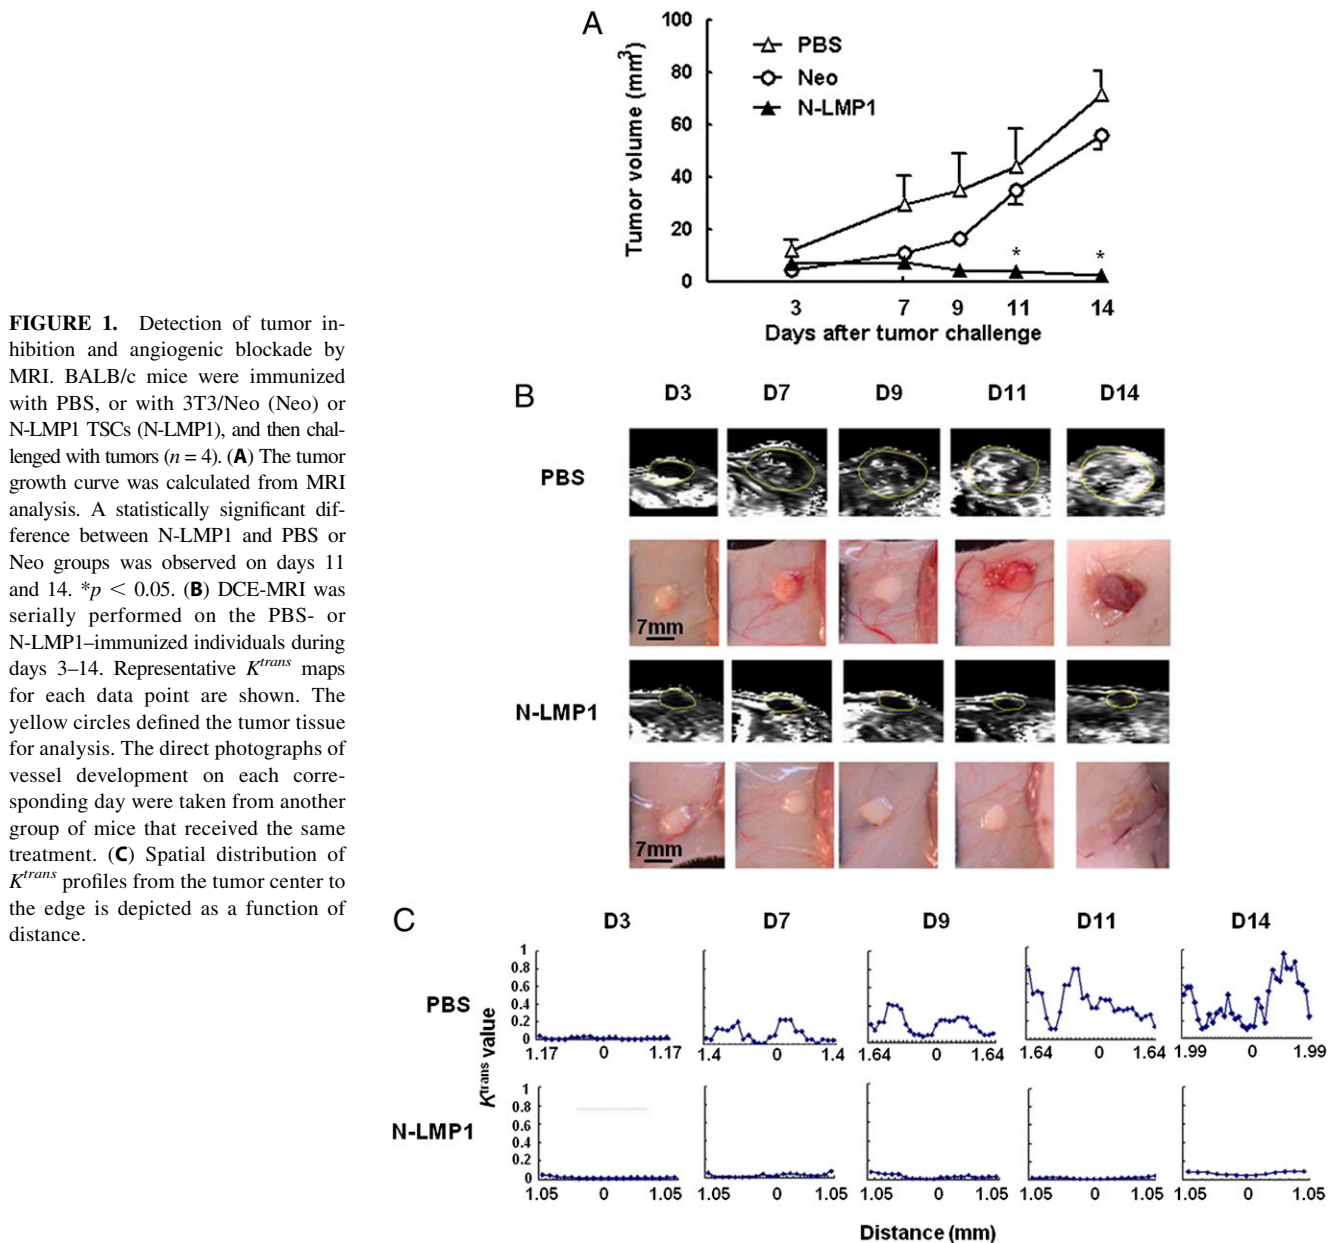 A
100
80
60
40
20
0
Tumor volume (mm³)
PBS
Neo
N-LMP1
*
*
3 7 9 11 14
Days after tumor challenge
FIGURE 1. Detection of tumor in-
hibition and angiogenic blockade by
MRI. BALB/c mice were immunized
with PBS, or with 3T3/Neo (Neo) or
N-LMP1 TSCs (N-LMP1), and then chal-
lenged with tumors (n = 4). (A) The tumor
growth curve was calculated from MRI
analysis. A statistically significant dif-
ference between N-LMP1 and PBS or
Neo groups was observed on days 11
and 14. *p < 0.05. (B) DCE-MRI was
serially performed on the PBS- or
N-LMP1–immunized individuals during
days 3–14. Representative Ktrans maps
for each data point are shown. The
yellow circles defined the tumor tissue
for analysis. The direct photographs of
vessel development on each corre-
sponding day were taken from another
group of mice that received the same
treatment. (C) Spatial distribution of
Ktrans profiles from the tumor center to
the edge is depicted as a function of
distance.
B
D3 D7 D9 D11 D14
PBS
7mm
N-LMP1
7mm
C
D3 D7 D9 D11 D14
PBS
1
0.8
0.6
0.4
0.2
0
1.17 0 1.17
1.4 0 1.4
1.64 0 1.64
1.64 0 1.64
1.99 0 1.99
Ktrans value
N-LMP1
1
0.8
0.6
0.4
0.2
0
1.05 0 1.05
1.05 0 1.05
1.05 0 1.05
1.05 0 1.05
1.05 0 1.05
Distance (mm)